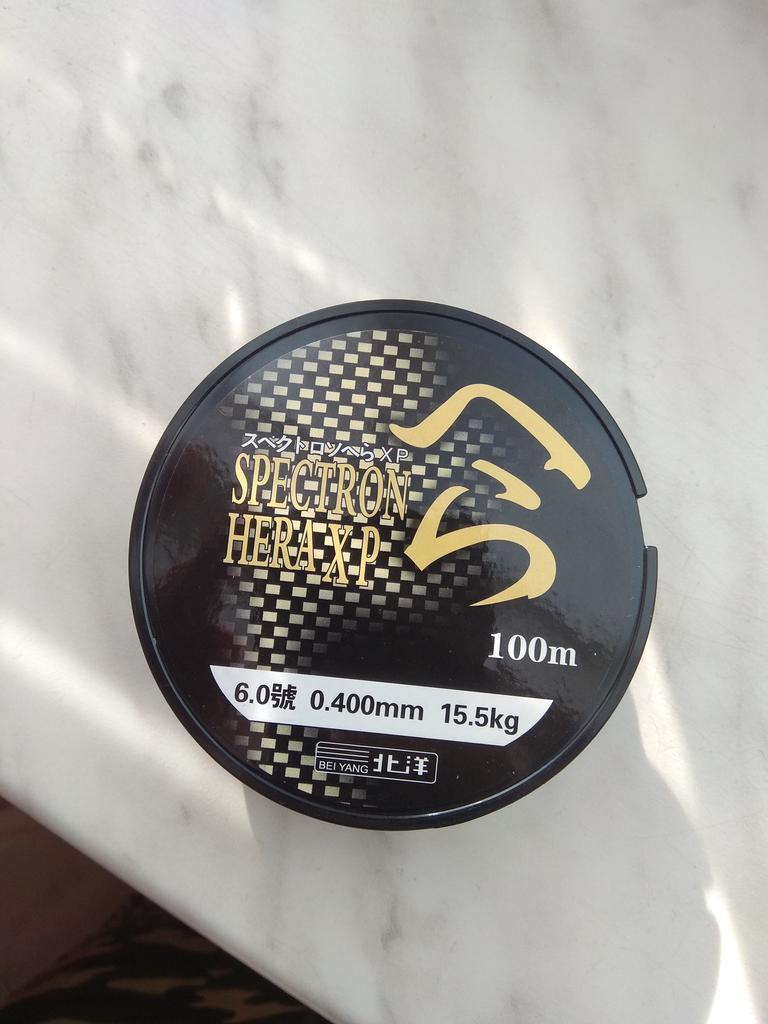 スペクトロンへらXP
SPECTRON
HERA XP
へら
100m
6.0號 0.400mm 15.5kg
BEI YANG 北洋